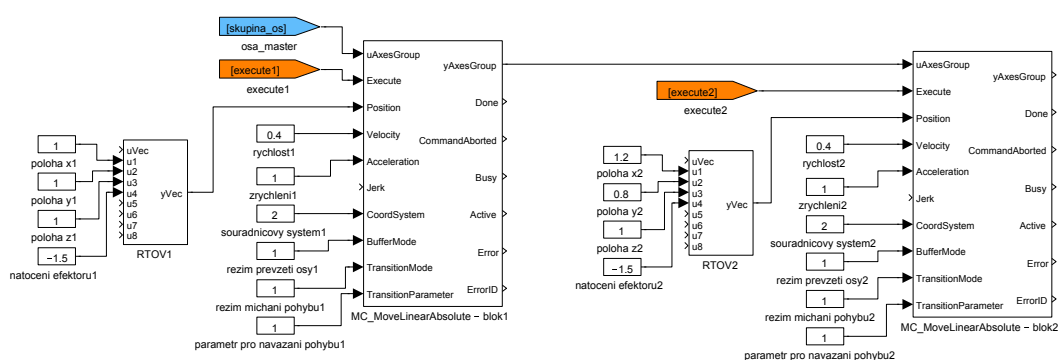 [skupina_os]
osa_master
[execute1]
execute1
uAxesGroup
Execute
Position
Velocity
Acceleration
Jerk
CoordSystem
BufferMode
TransitionMode
TransitionParameter
yAxesGroup
Done
CommandAborted
Busy
Active
Error
ErrorID
MC_MoveLinearAbsolute − blok1
1
poloha x1
1
poloha y1
1
poloha z1
−1.5
natoceni efektoru1
uVec
u1
u2
u3
u4
u5
u6
u7
u8
yVec
RTOV1
0.4
rychlost1
1
zrychleni1
2
souradnicovy system1
1
rezim prevzeti osy1
1
rezim michani pohybu1
1
parametr pro navazani pohybu1
[execute2]
execute2
1.2
poloha x2
0.8
poloha y2
1
poloha z2
−1.5
natoceni efektoru2
uVec
u1
u2
u3
u4
u5
u6
u7
u8
yVec
RTOV2
0.4
rychlost2
1
zrychleni2
2
souradnicovy system2
1
rezim prevzeti osy2
1
rezim michani pohybu2
1
parametr pro navazani pohybu2
uAxesGroup
Execute
Position
Velocity
Acceleration
Jerk
CoordSystem
BufferMode
TransitionMode
TransitionParameter
yAxesGroup
Done
CommandAborted
Busy
Active
Error
ErrorID
MC_MoveLinearAbsolute − blok2